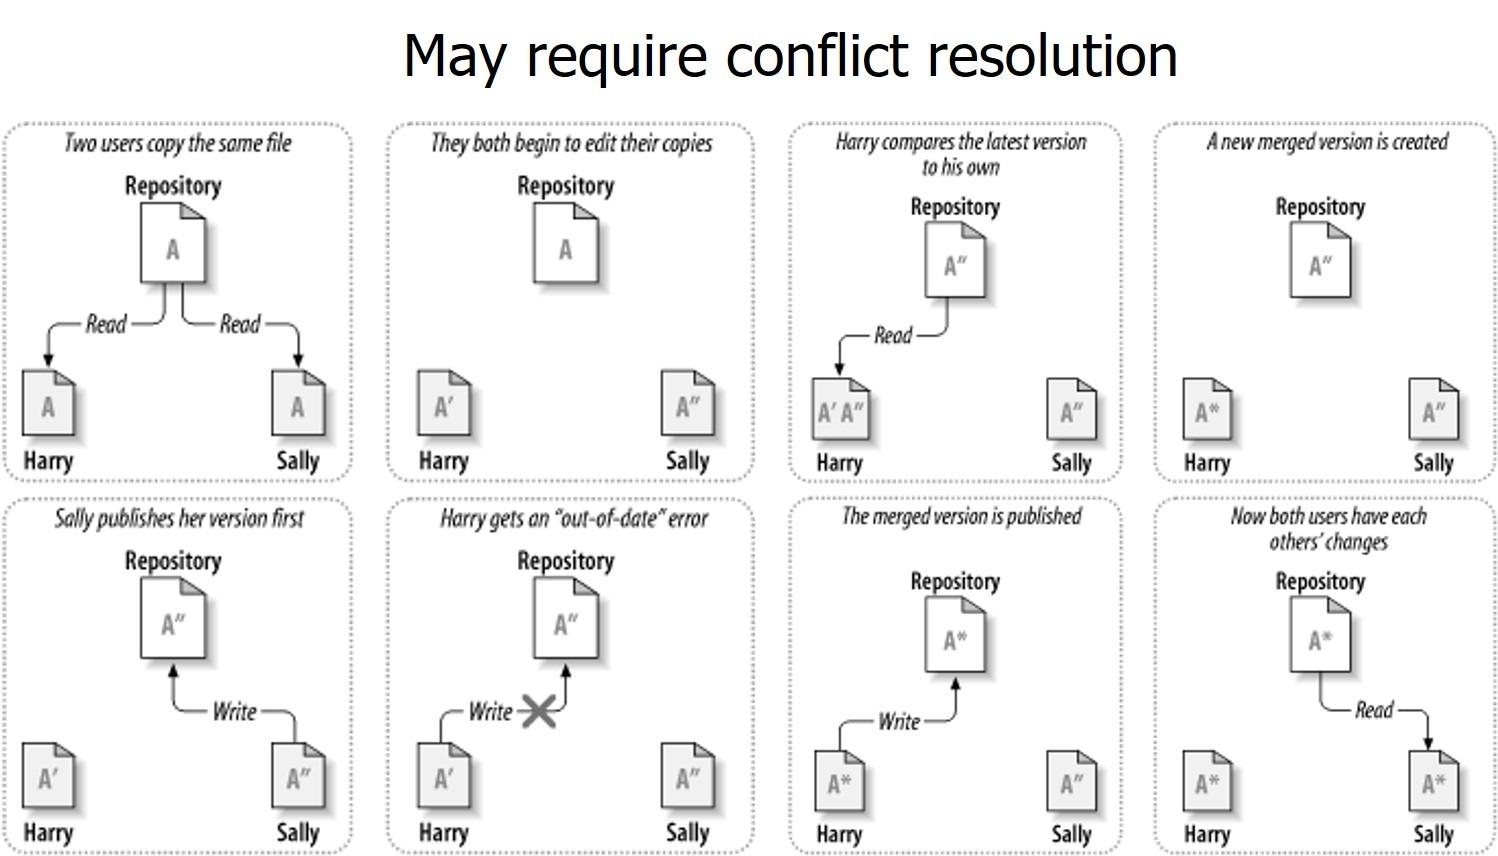 May require conflict resolution
Two users copy the same file
Repository
A
Read
Read
A
A
Harry
Sally
They both begin to edit their copies
Repository
A
A′
A″
Harry
Sally
Sally publishes her version first
Repository
A″
Write
A′
A″
Harry
Sally
Harry gets an “out-of-date” error
Repository
A″
Write
A′
A″
Harry
Sally
Harry compares the latest version
to his own
Repository
A″
Read
A′ A″
A″
Harry
Sally
A new merged version is created
Repository
A″
A*
A″
Harry
Sally
The merged version is published
Repository
A*
Write
A*
A″
Harry
Sally
Now both users have each
others’ changes
Repository
A*
Read
A*
A*
Harry
Sally